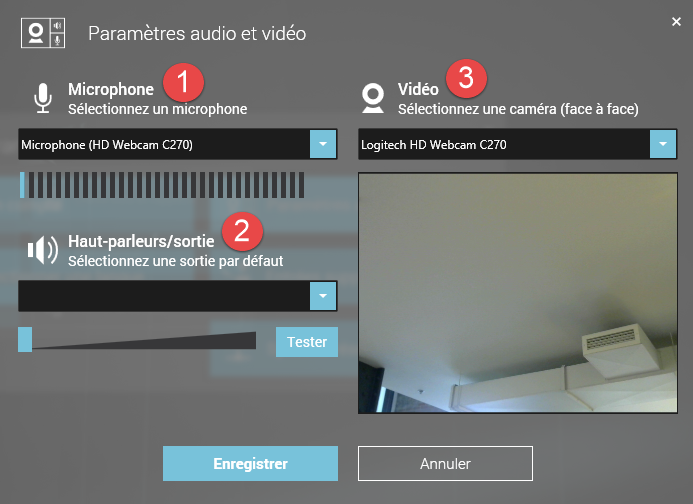 Paramètres audio et vidéo
Microphone
1
Sélectionnez un microphone
Microphone (HD Webcam C270)
Haut-parleurs/sortie
2
Sélectionnez une sortie par défaut
Tester
Vidéo
3
Sélectionnez une caméra (face à face)
Logitech HD Webcam C270
Enregistrer
Annuler